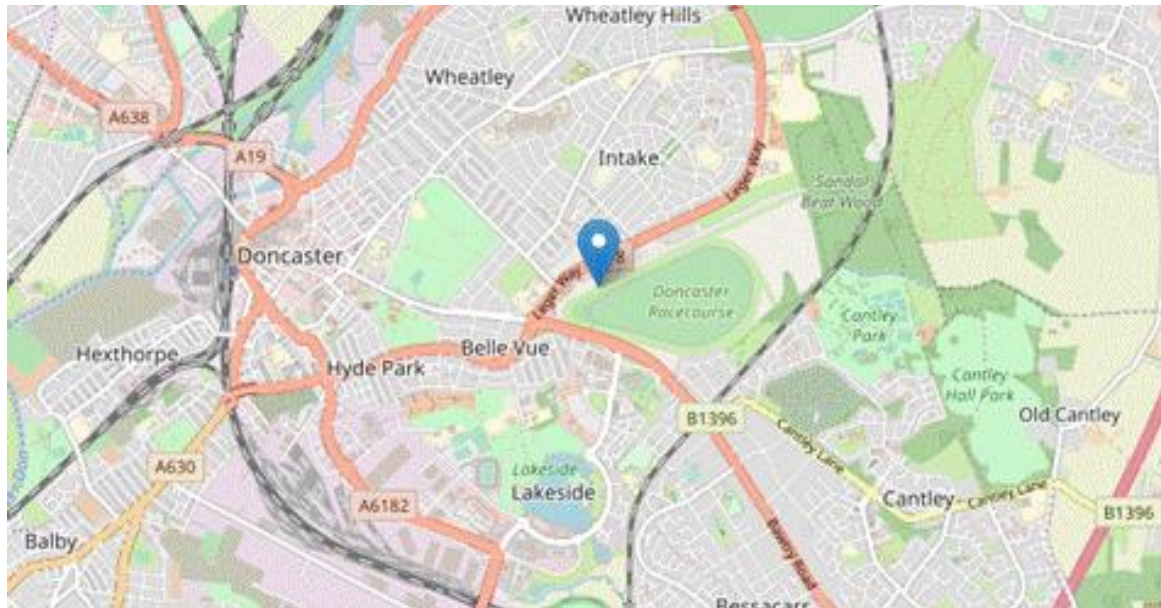 Wheatley Hills
Wheatley
A638
A19
Intake
Leger Way
Sandal
Beat Wood
Doncaster
Leger Way
Doncaster
Racecourse
Cantley
Park
Hexthorpe
Hyde Park
Belle Vue
Cantley
Hall Park
Old Cantley
B1396
Cantley Lane
A630
Lakeside
Lakeside
A6182
Cantley
Cantley Lane
B1396
Balby
Bawtry Road
Bessacarr